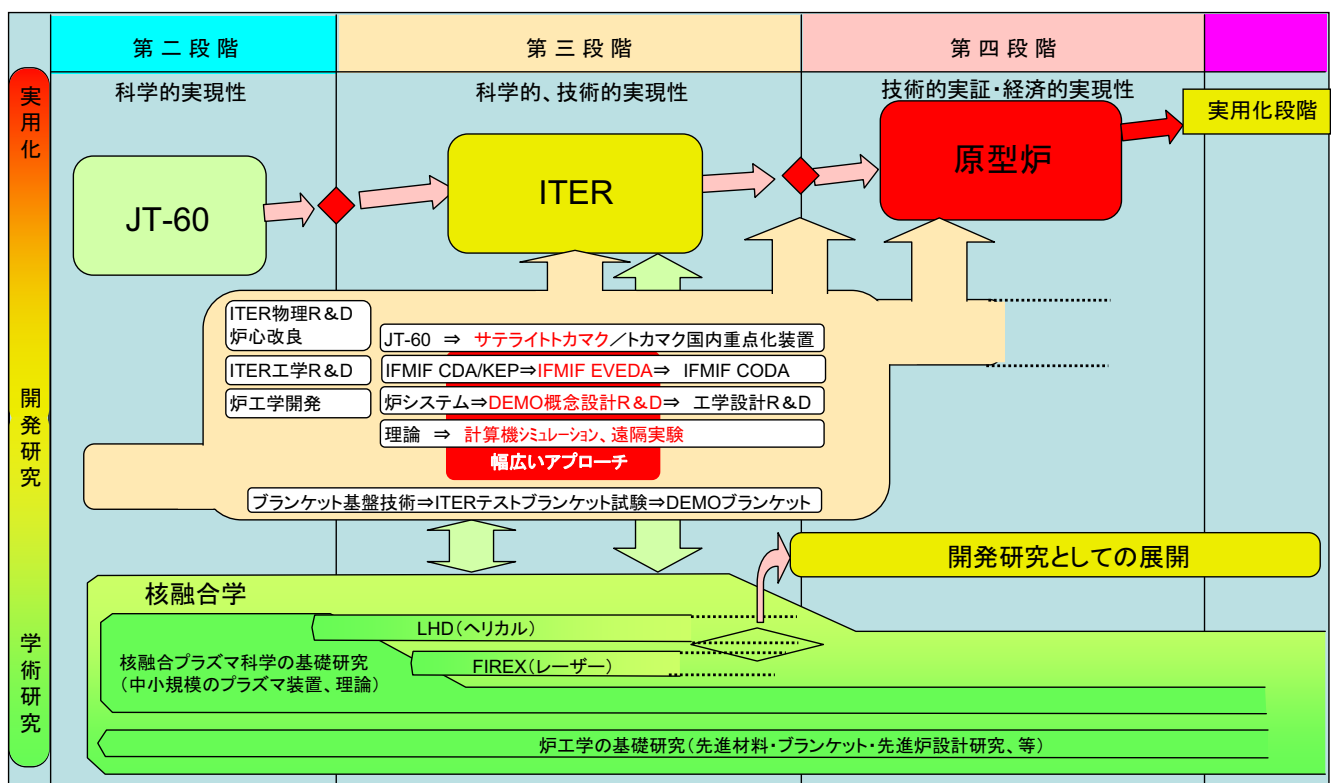 第二段階
第三段階
第四段階
科学的実現性
科学的、技術的実現性
技術的実証・経済的実現性
実用化
開発研究
学術研究
実用化段階
JT-60
ITER
原型炉
ITER物理R&D
炉心改良
ITER工学R&D
炉工学開発
JT-60 ⇒ サテライトトカマク／トカマク国内重点化装置
IFMIF CDA/KEP⇒IFMIF EVEDA⇒ IFMIF CODA
炉システム⇒DEMO概念設計R&D⇒ 工学設計R&D
理論 ⇒ 計算機シミュレーション、遠隔実験
幅広いアプローチ
ブランケット基盤技術⇒ITERテストブランケット試験⇒DEMOブランケット
開発研究としての展開
核融合学
LHD(ヘリカル)
FIREX(レーザー)
核融合プラズマ科学の基礎研究
(中小規模のプラズマ装置、理論)
炉工学の基礎研究(先進材料・ブランケット・先進炉設計研究、等)